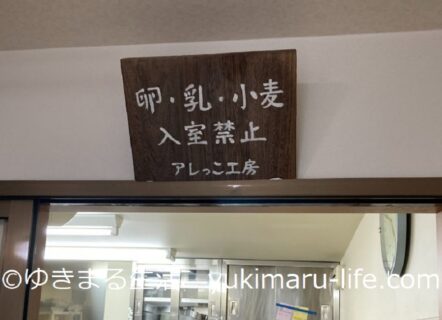 卵・乳・小麦
入室禁止
アレっこ工房
©ゆきまる生活 yukimaru-life.com